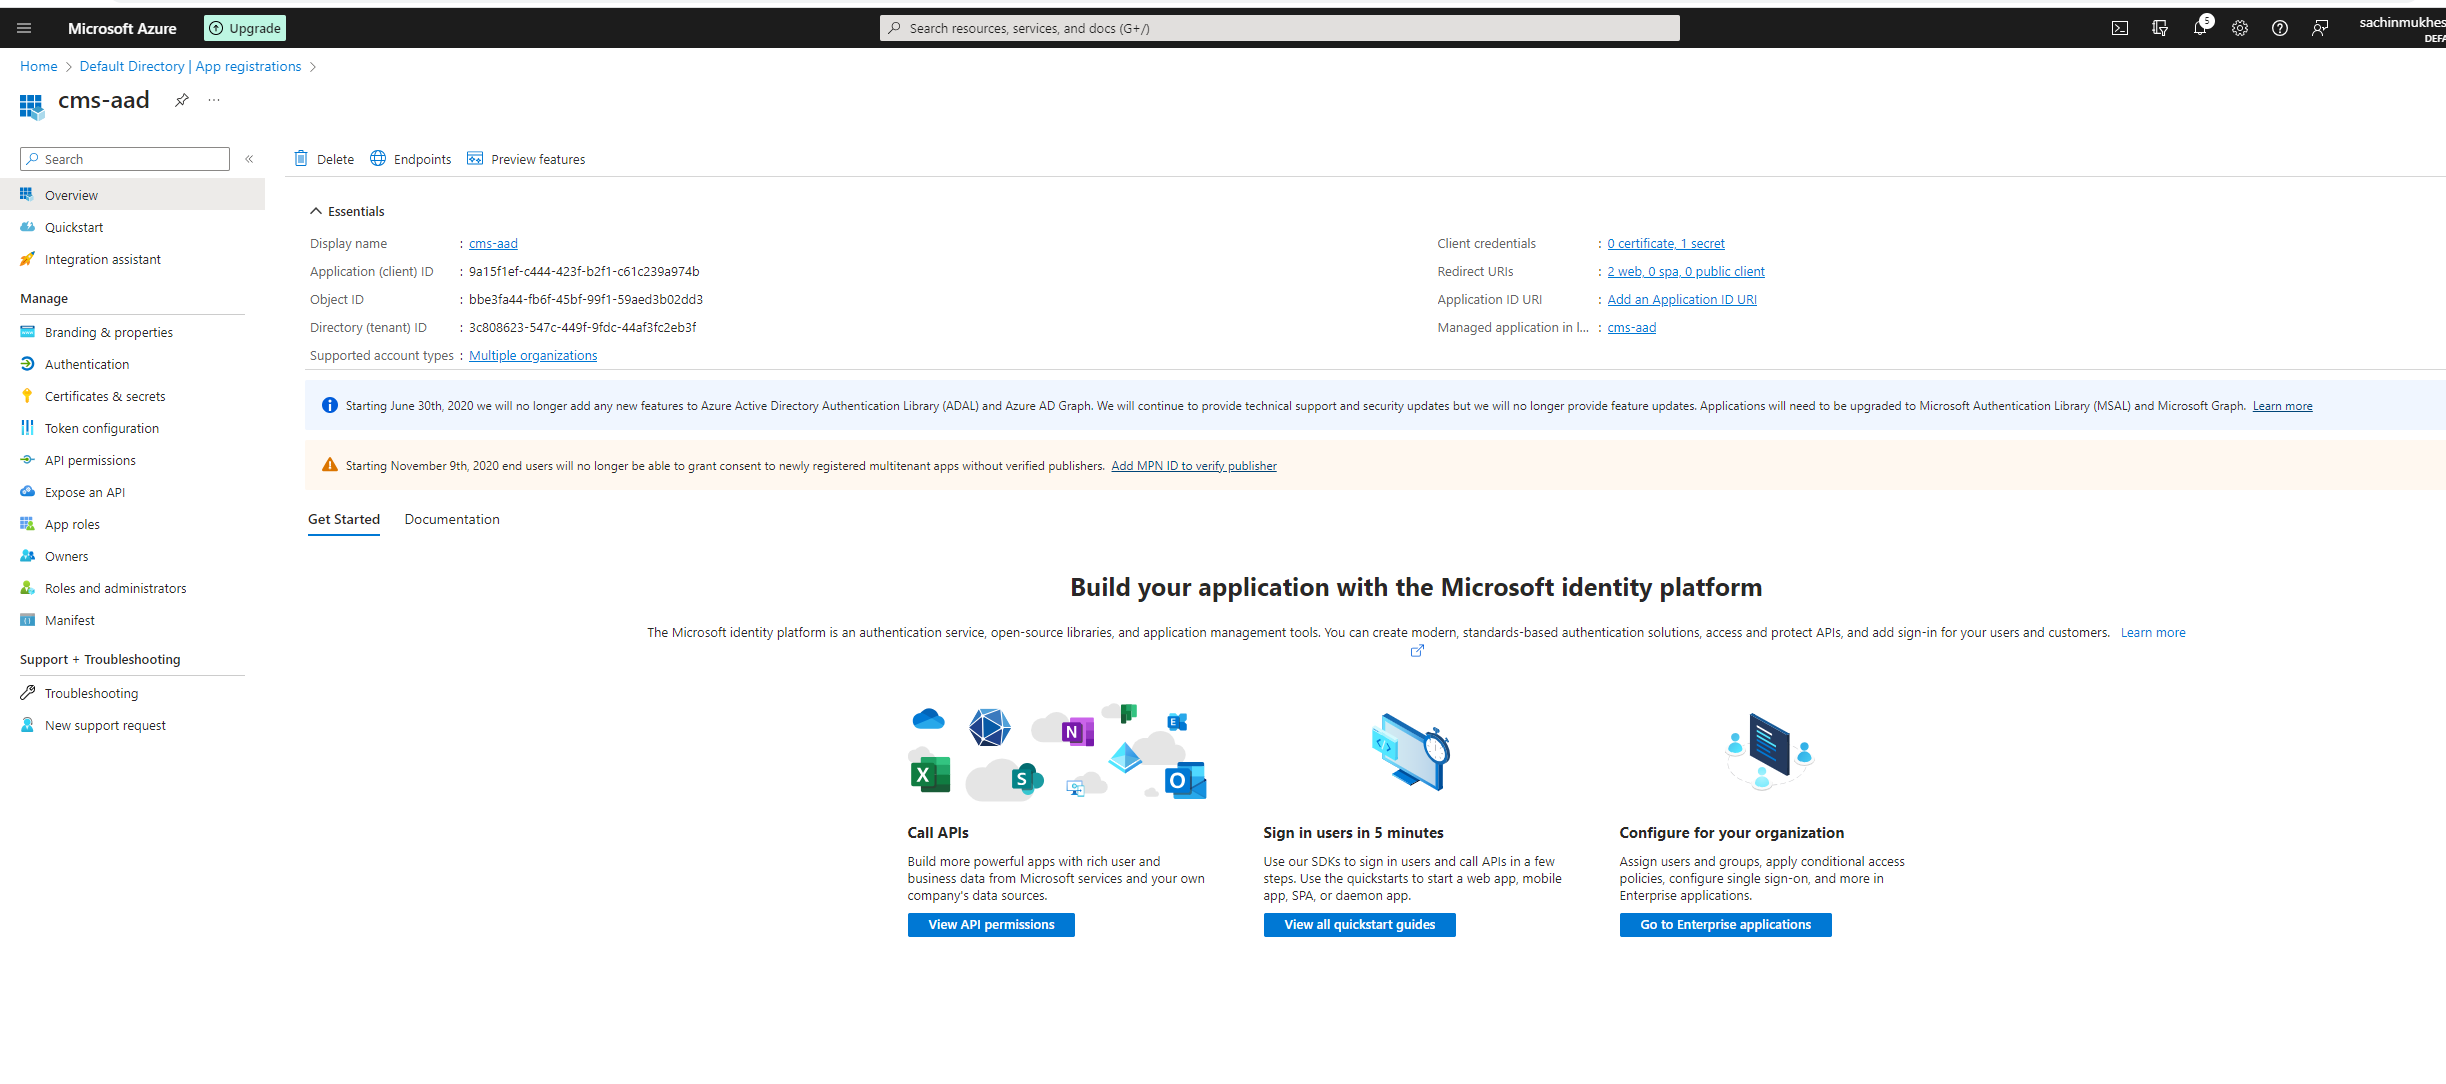 Microsoft Azure
Upgrade
Search resources, services, and docs (G+/)
5
sachinmukhes
DEFA
Home > Default Directory | App registrations >
cms-aad
Search
Delete
Endpoints
Preview features
Overview
Quickstart
Integration assistant
Manage
Branding & properties
Authentication
Certificates & secrets
Token configuration
API permissions
Expose an API
App roles
Owners
Roles and administrators
Manifest
Support + Troubleshooting
Troubleshooting
New support request
Essentials
Display name : cms-aad
Application (client) ID : 9a15f1ef-c444-423f-b2f1-c61c239a974b
Object ID : bbe3fa44-fb6f-45bf-99f1-59aed3b02dd3
Directory (tenant) ID : 3c808623-547c-449f-9fdc-44af3fc2eb3f
Supported account types : Multiple organizations
Client credentials : 0 certificate, 1 secret
Redirect URIs : 2 web, 0 spa, 0 public client
Application ID URI : Add an Application ID URI
Managed application in l... : cms-aad
Starting June 30th, 2020 we will no longer add any new features to Azure Active Directory Authentication Library (ADAL) and Azure AD Graph. We will continue to provide technical support and security updates but we will no longer provide feature updates. Applications will need to be upgraded to Microsoft Authentication Library (MSAL) and Microsoft Graph. Learn more
Starting November 9th, 2020 end users will no longer be able to grant consent to newly registered multitenant apps without verified publishers. Add MPN ID to verify publisher
Get Started
Documentation
Build your application with the Microsoft identity platform
The Microsoft identity platform is an authentication service, open-source libraries, and application management tools. You can create modern, standards-based authentication solutions, access and protect APIs, and add sign-in for your users and customers. Learn more
N
E
X
S
O
Call APIs
Build more powerful apps with rich user and
business data from Microsoft services and your own
company's data sources.
View API permissions
Sign in users in 5 minutes
Use our SDKs to sign in users and call APIs in a few
steps. Use the quickstarts to start a web app, mobile
app, SPA, or daemon app.
View all quickstart guides
Configure for your organization
Assign users and groups, apply conditional access
policies, configure single sign-on, and more in
Enterprise applications.
Go to Enterprise applications